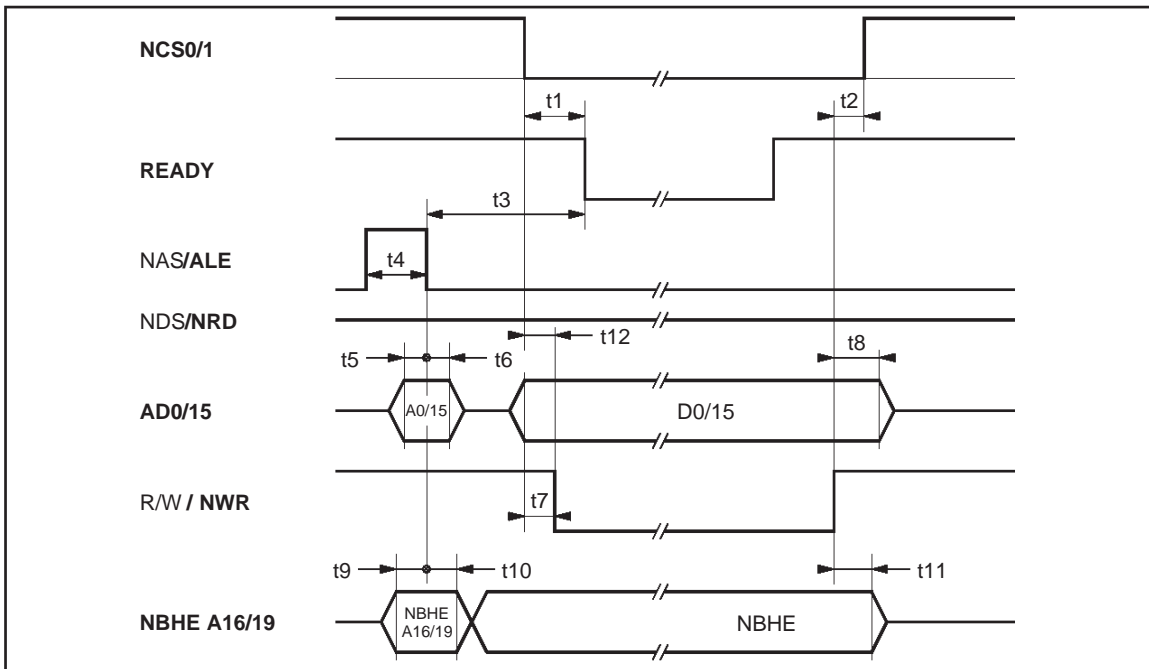 NCS0/1
t1
t2
READY
t3
NAS/ALE
t4
NDS/NRD
t12
t5
t6
t8
AD0/15
A0/15
D0/15
R/W / NWR
t7
t9
t10
t11
NBHE A16/19
NBHE
A16/19
NBHE